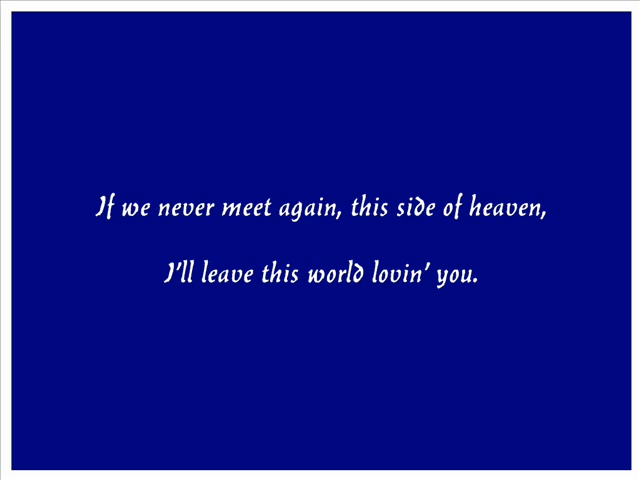 If we never meet again, this side of heaven,
I'll leave this world lovin' you.